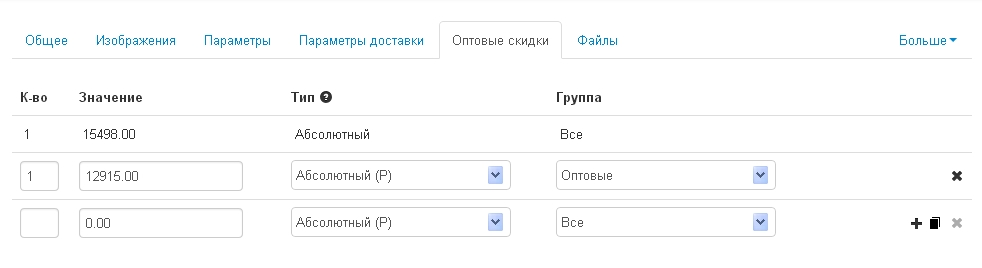 Общее Изображения Параметры Параметры доставки Оптовые скидки Файлы Больше
К-во Значение Тип Группа
1 15498.00 Абсолютный Все
1 12915.00 Абсолютный (Р) Оптовые
0.00 Абсолютный (Р) Все